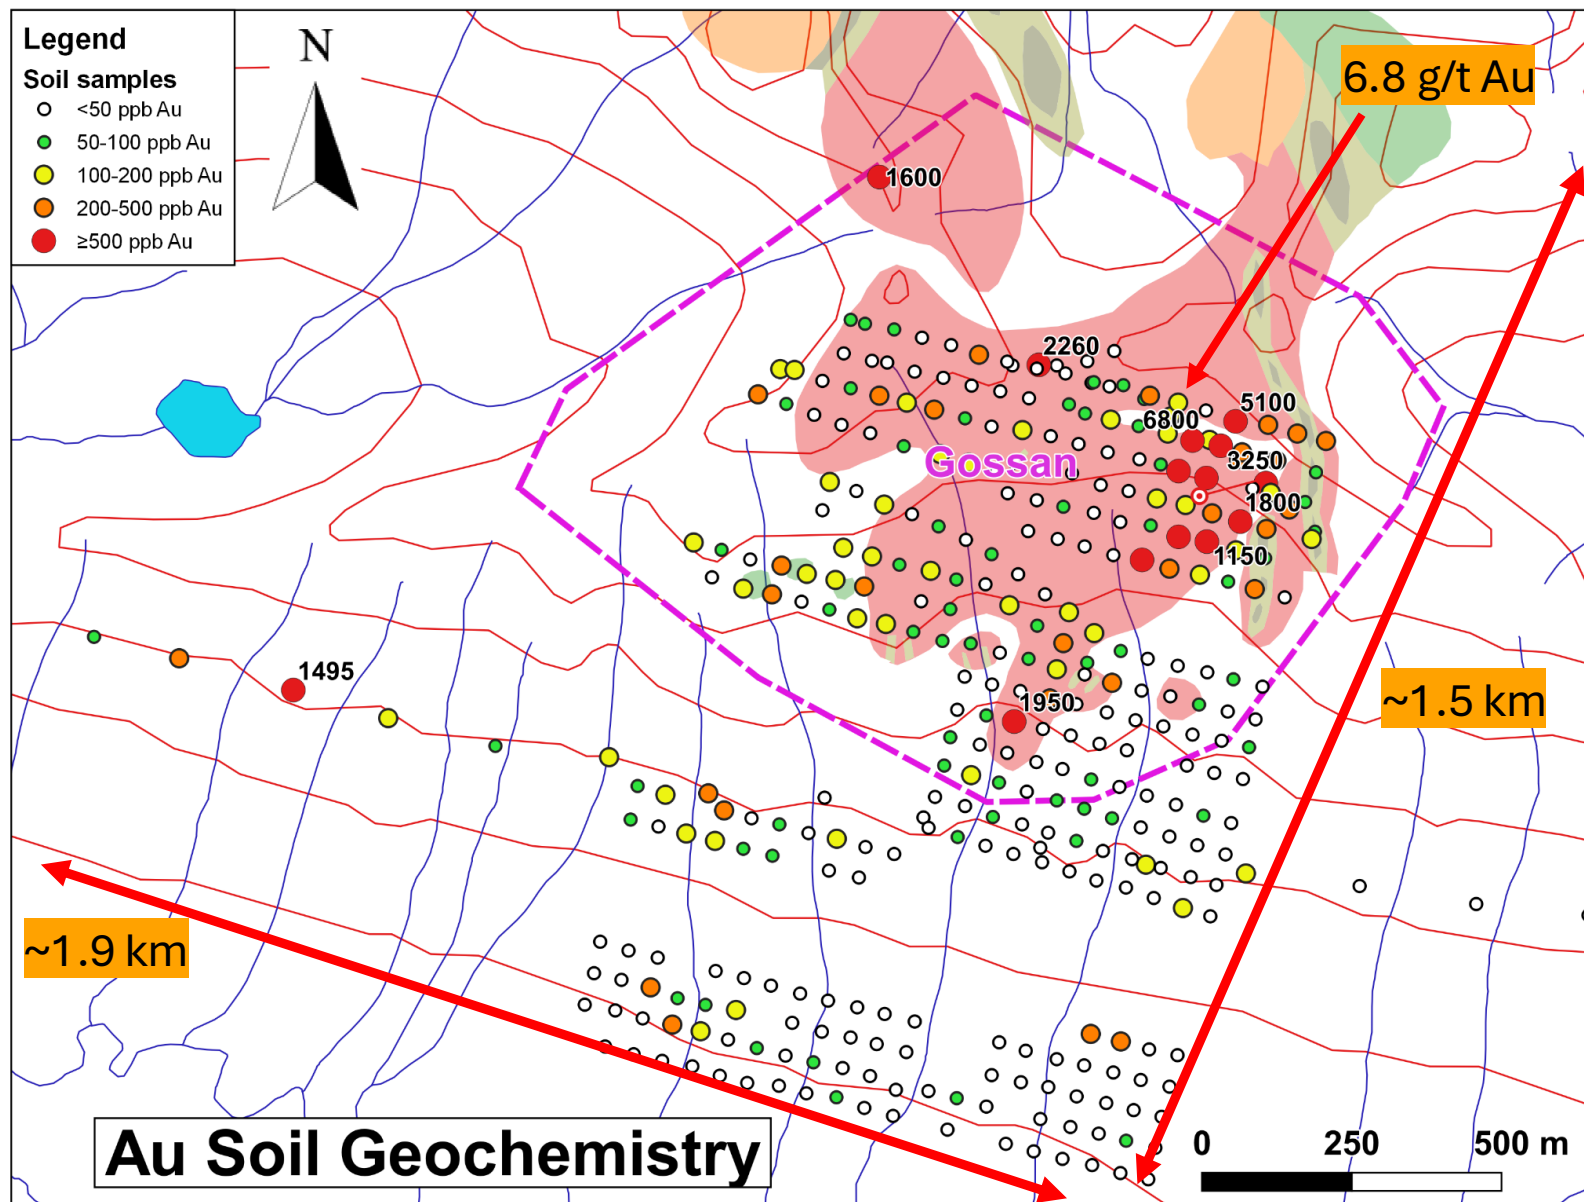 Legend
Soil samples
<50 ppb Au
50-100 ppb Au
100-200 ppb Au
200-500 ppb Au
≥500 ppb Au
N
6.8 g/t Au
1600
2260
5100
6800
Gossan
3250
1800
1150
1495
1950
~1.5 km
~1.9 km
Au Soil Geochemistry
0 250 500 m